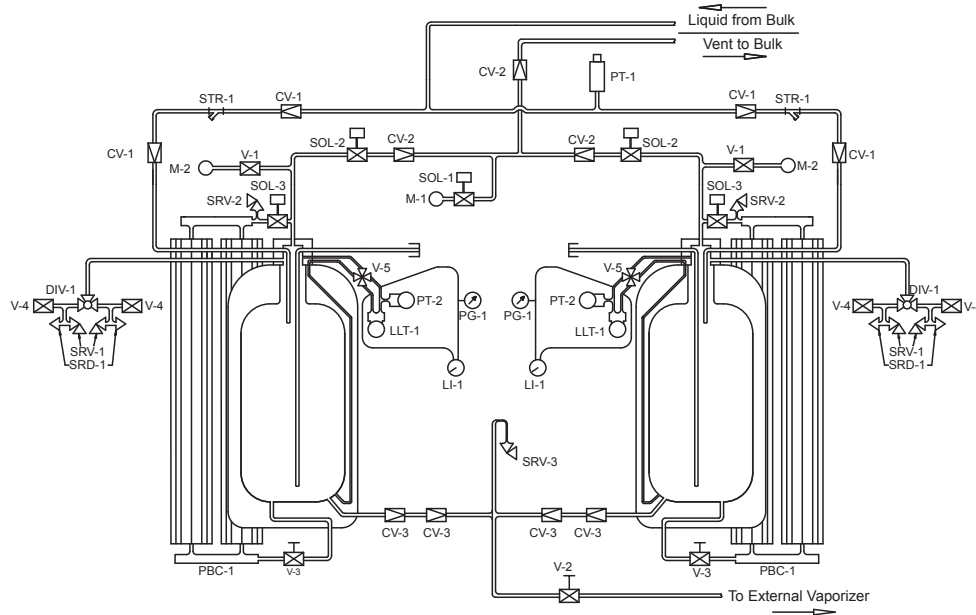 Liquid from Bulk
Vent to Bulk
CV-2
PT-1
STR-1
CV-1
CV-1
STR-1
CV-1
CV-1
SOL-2
CV-2
CV-2
SOL-2
V-1
V-1
M-2
M-2
SOL-3
SOL-1
SOL-3
SRV-2
M-1
SRV-2
V-5
V-5
DIV-1
DIV-1
V-4
V-4
PT-2
PG-1
PG-1
PT-2
V-4
V-
LLT-1
LLT-1
SRV-1
SRD-1
SRV-1
SRD-1
LI-1
LI-1
SRV-3
CV-3
CV-3
CV-3
CV-3
PBC-1
V-3
V-2
V-3
PBC-1
To External Vaporizer